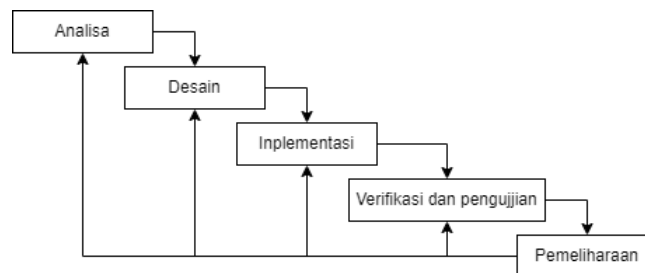 Analisa
Desain
Inplementasi
Verifikasi dan pengujjian
Pemeliharaan